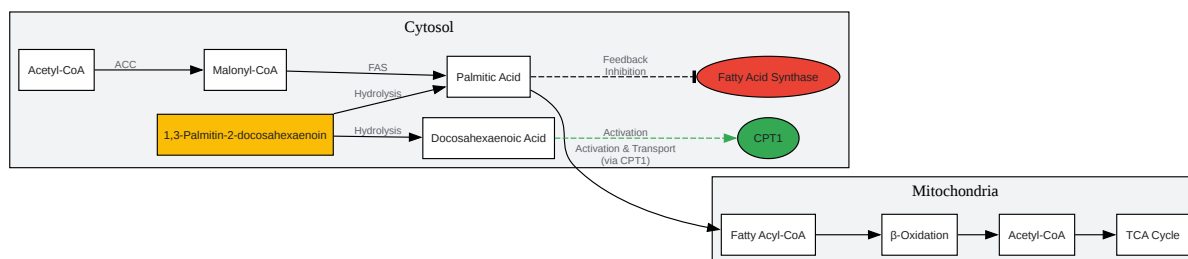 Cytosol
Acetyl-CoA
ACC
Malonyl-CoA
FAS
Palmitic Acid
Feedback
Inhibition
Fatty Acid Synthase
Hydrolysis
1,3-Palmitin-2-docosahexaenoin
Hydrolysis
Docosahexaenoic Acid
Activation
CPT1
Activation & Transport
(via CPT1)
Mitochondria
Fatty Acyl-CoA
β-Oxidation
Acetyl-CoA
TCA Cycle